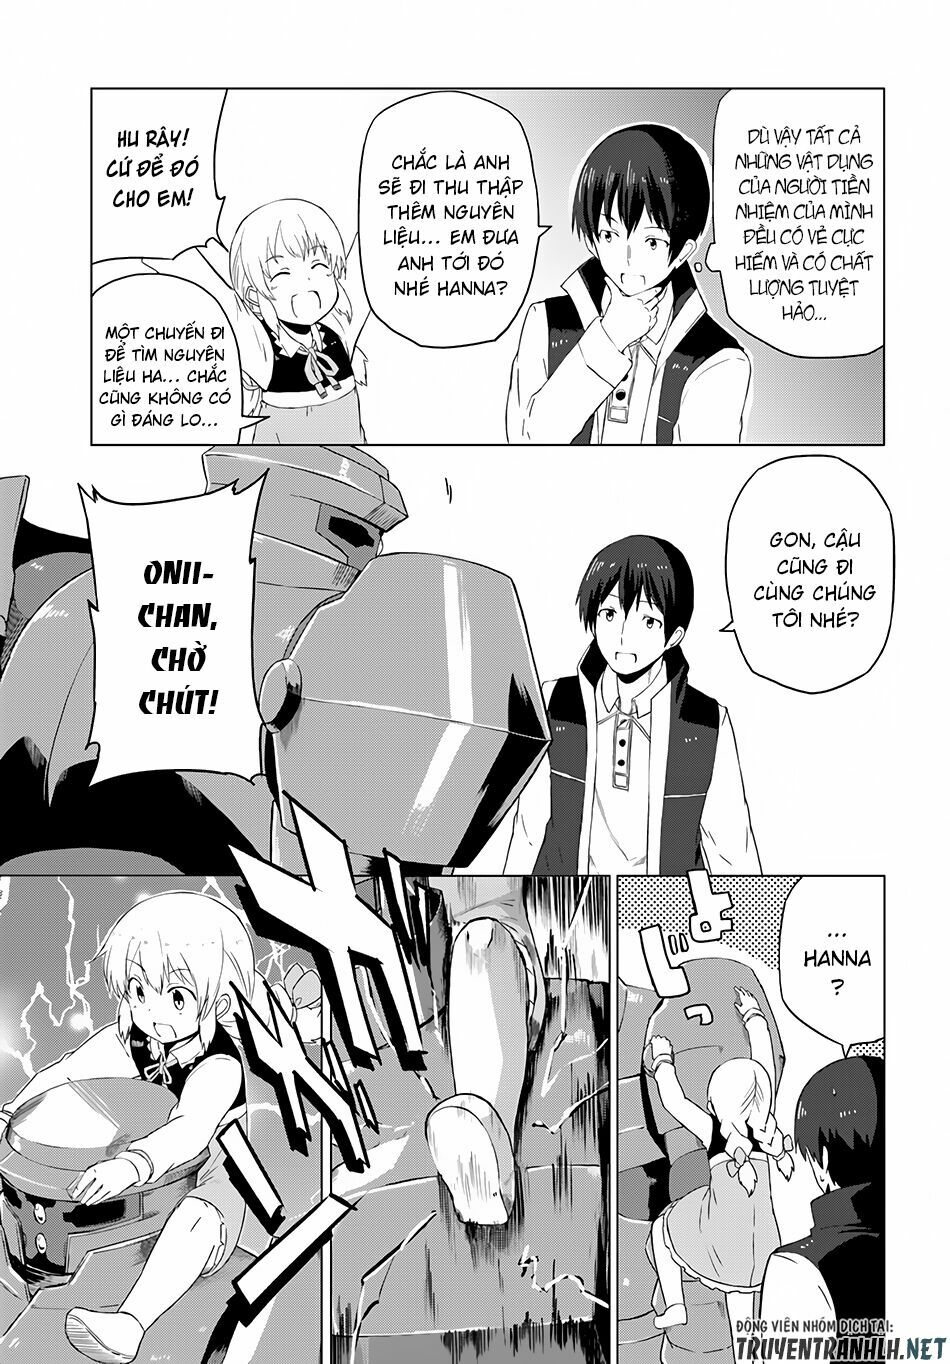 DÙ VẬY TẤT CẢ
NHỮNG VẬT DỤNG
CỦA NGƯỜI TIỀN
NHIỆM CỦA MÌNH
ĐỀU CÓ VẺ CỰC
HIẾM VÀ CÓ CHẤT
LƯỢNG TUYỆT
HẢO...
CHẮC LÀ ANH
SẼ ĐI THU THẬP
THÊM NGUYÊN
LIỆU... EM ĐƯA
ANH TỚI ĐÓ
NHÉ HANNA?
HU RÂY!
CỨ ĐỂ ĐÓ
CHO EM!
MỘT CHUYẾN ĐI
ĐỂ TÌM NGUYÊN
LIỆU HA... CHẮC
CŨNG KHÔNG CÓ
GÌ ĐÁNG LO...
GON, CẬU
CŨNG ĐI
CÙNG CHÚNG
TÔI NHÉ?
ONII-
CHAN,
CHỜ
CHÚT!
...
HANNA
?
ĐỘNG VIÊN NHÓM DỊCH TẠI:
TRUYENTRANHLH.NET